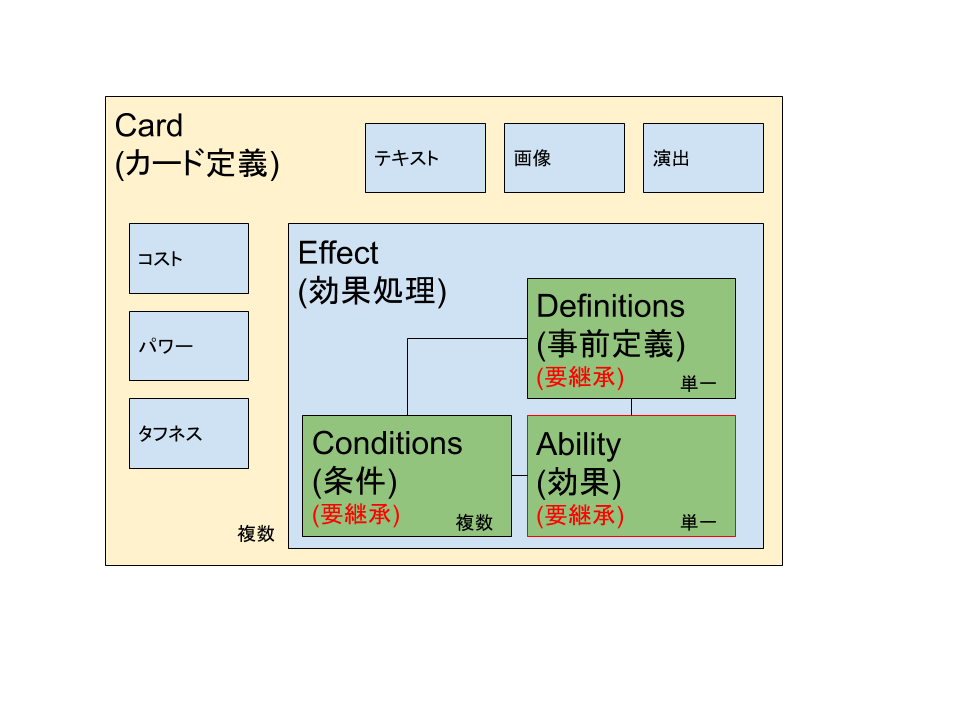 Card
(カード定義)
テキスト
画像
演出
コスト
パワー
タフネス
複数
Effect
(効果処理)
Definitions
(事前定義)
(要継承)
単一
Conditions
(条件)
(要継承)
複数
Ability
(効果)
(要継承)
単一